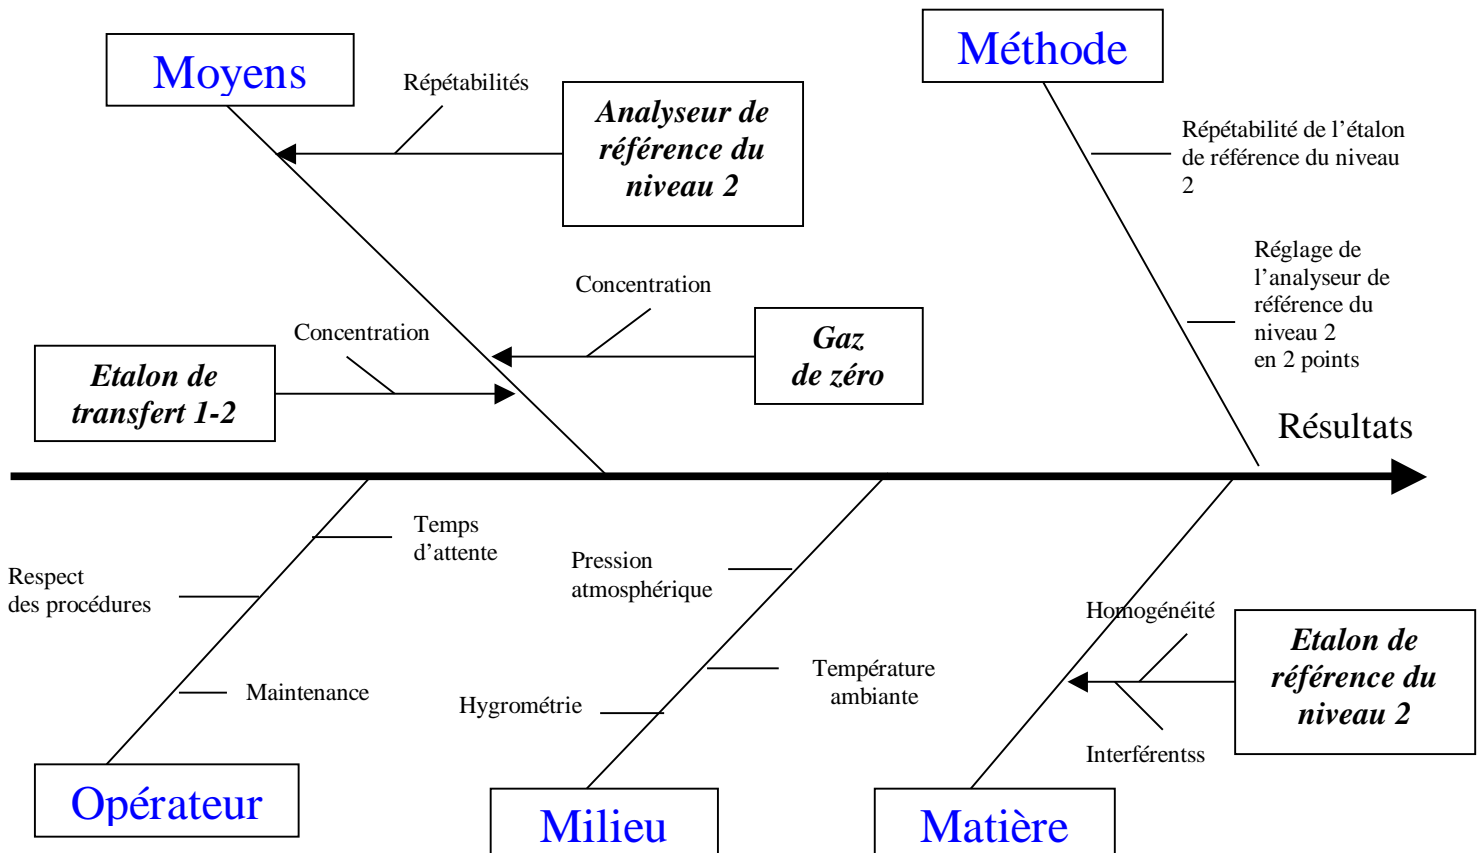 Moyens
Méthode
Répétabilités
Analyseur de
référence du
niveau 2
Répétabilité de l’étalon
de référence du niveau
2
Réglage de
l’analyseur de
référence du
niveau 2
en 2 points
Concentration
Concentration
Gaz
de zéro
Etalon de
transfert 1-2
Résultats
Temps
d’attente
Respect
des procédures
Maintenance
Pression
atmosphérique
Hygrométrie
Température
ambiante
Homogénéité
Etalon de
référence du
niveau 2
Interférentss
Opérateur
Milieu
Matière